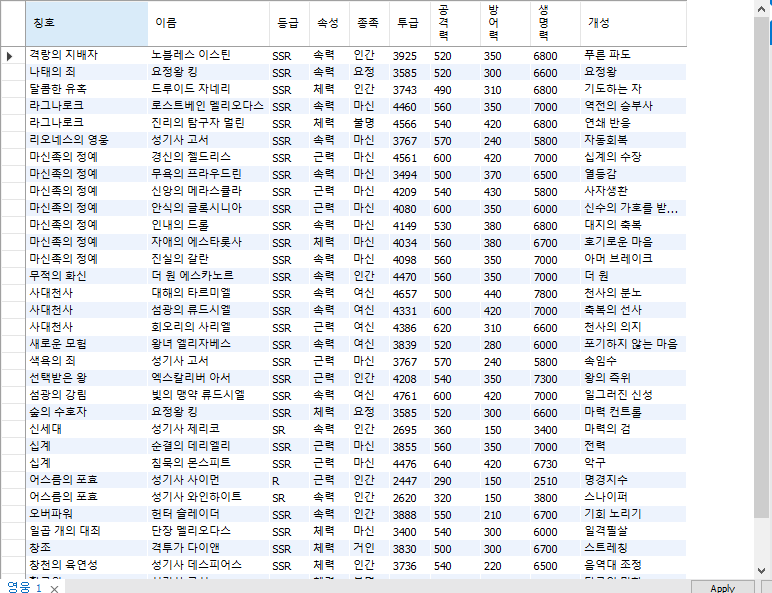 칭호 이름 등급 속성 종족 투급 공격력 방어력 생명력 개성
격랑의 지배자 노블레스 이스틴 SSR 속력 인간 3925 520 350 6800 푸른 파도
나태의 죄 요정왕 킹 SSR 속력 요정 3585 520 300 6600 요정왕
달콤한 유혹 드루이드 자네리 SSR 체력 인간 3743 490 310 6800 기도하는 자
라그나로크 로스트베인 멜리오다스 SSR 속력 마신 4460 560 350 7000 역전의 승부사
라그나로크 진리의 탐구자 멀린 SSR 체력 불명 4566 540 420 6800 연쇄 반응
리오네스의 영웅 성기사 고서 SSR 속력 마신 3767 570 240 5800 자동회복
마신족의 정예 경신의 젤드리스 SSR 근력 마신 4561 600 420 7000 십계의 수장
마신족의 정예 무욕의 프라우드린 SSR 속력 마신 3494 500 370 6500 열등감
마신족의 정예 신앙의 메라스큘라 SSR 근력 마신 4209 540 430 5800 사자생환
마신족의 정예 안식의 글록시니아 SSR 근력 마신 4080 600 350 6000 신수의 가호를 받...
마신족의 정예 인내의 드롤 SSR 속력 마신 4149 530 380 6800 대지의 축복
마신족의 정예 자애의 에스타롯사 SSR 체력 마신 4034 560 380 6700 호기로운 마음
마신족의 정예 진실의 갈란 SSR 속력 마신 4098 560 350 7000 아머 브레이크
무적의 화신 더 원 에스카노르 SSR 속력 인간 4470 560 350 7000 더 원
사대천사 대해의 타르미엘 SSR 속력 여신 4657 500 440 7800 천사의 분노
사대천사 섬광의 류드시엘 SSR 속력 여신 4331 600 420 7000 축복의 선사
사대천사 회오리의 사리엘 SSR 근력 여신 4386 620 310 6600 천사의 의지
새로운 모험 왕녀 엘리자베스 SSR 속력 여신 3839 520 280 6000 포기하지 않는 마음
색욕의 죄 성기사 고서 SSR 근력 마신 3767 570 240 5800 속임수
선택받은 왕 엑스칼리버 아서 SSR 근력 인간 4208 540 350 7300 왕의 즉위
섬광의 강림 빛의 맹약 류드시엘 SSR 속력 여신 4761 600 420 7000 일그러진 신성
숲의 수호자 요정왕 킹 SSR 체력 요정 3585 520 300 6600 마력 컨트롤
신세대 성기사 제리코 SR 속력 인간 2695 360 150 3400 마력의 검
십계 순결의 데리엘리 SSR 근력 마신 3855 560 350 7000 전력
십계 침묵의 몬스피트 SSR 근력 마신 4476 640 420 6730 악구
어스름의 포효 성기사 사이먼 R 근력 인간 2447 290 150 2510 명경지수
어스름의 포효 성기사 와인하이트 SR 속력 인간 2620 320 150 3800 스나이퍼
오버파워 헌터 슬레이더 SSR 속력 인간 3888 550 210 6700 기회 노리기
일곱 개의 대죄 단장 멜리오다스 SSR 체력 마신 3400 540 300 6000 일격필살
창조 격투가 다이앤 SSR 체력 거인 3830 500 300 6700 스트레칭
창천의 육연성 성기사 데스피어스 SSR 체력 인간 3736 540 220 6500 음역대 조정
영웅 1 Apply